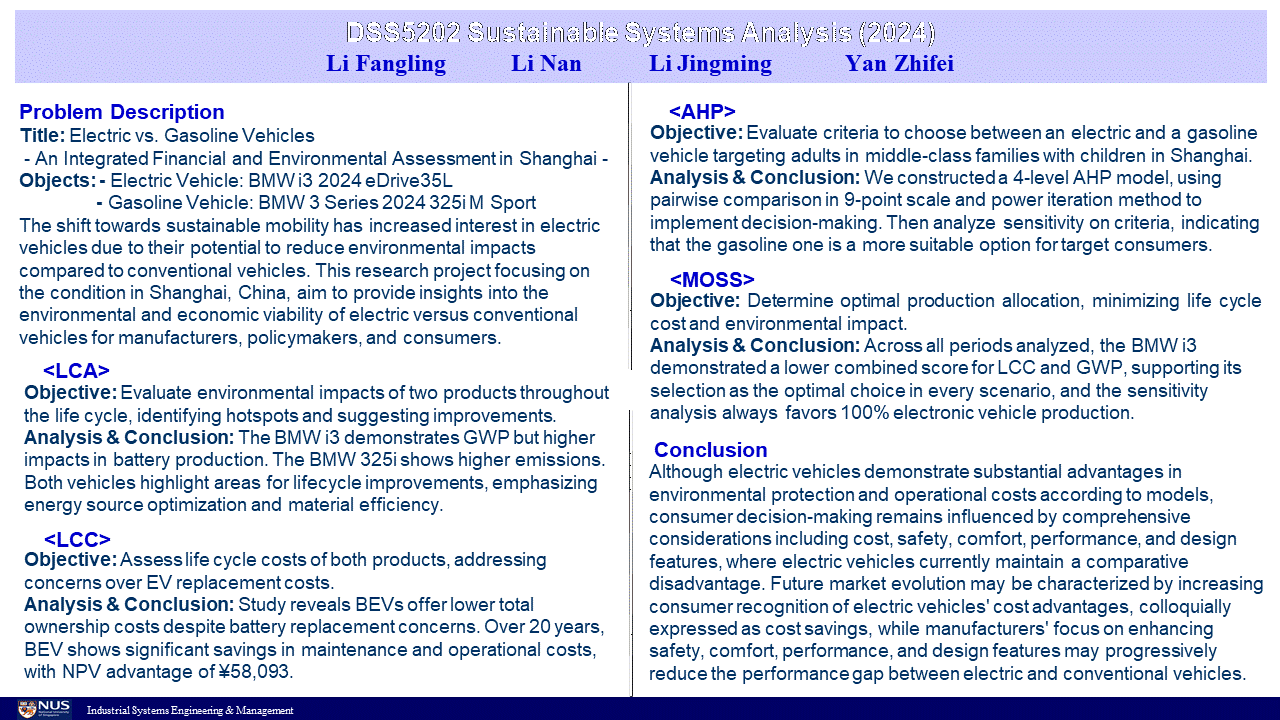 DSS5202 Sustainable Systems Analysis (2024)
Li Fangling Li Nan Li Jingming Yan Zhifei
Problem Description
Title: Electric vs. Gasoline Vehicles
- An Integrated Financial and Environmental Assessment in Shanghai -
Objects: - Electric Vehicle: BMW i3 2024 eDrive35L
- Gasoline Vehicle: BMW 3 Series 2024 325i M Sport
The shift towards sustainable mobility has increased interest in electric
vehicles due to their potential to reduce environmental impacts
compared to conventional vehicles. This research project focusing on
the condition in Shanghai, China, aim to provide insights into the
environmental and economic viability of electric versus conventional
vehicles for manufacturers, policymakers, and consumers.
<LCA>
Objective: Evaluate environmental impacts of two products throughout
the life cycle, identifying hotspots and suggesting improvements.
Analysis & Conclusion: The BMW i3 demonstrates GWP but higher
impacts in battery production. The BMW 325i shows higher emissions.
Both vehicles highlight areas for lifecycle improvements, emphasizing
energy source optimization and material efficiency.
<LCC>
Objective: Assess life cycle costs of both products, addressing
concerns over EV replacement costs.
Analysis & Conclusion: Study reveals BEVs offer lower total
ownership costs despite battery replacement concerns. Over 20 years,
BEV shows significant savings in maintenance and operational costs,
with NPV advantage of ¥58,093.
<AHP>
Objective: Evaluate criteria to choose between an electric and a gasoline
vehicle targeting adults in middle-class families with children in Shanghai.
Analysis & Conclusion: We constructed a 4-level AHP model, using
pairwise comparison in 9-point scale and power iteration method to
implement decision-making. Then analyze sensitivity on criteria, indicating
that the gasoline one is a more suitable option for target consumers.
<MOSS>
Objective: Determine optimal production allocation, minimizing life cycle
cost and environmental impact.
Analysis & Conclusion: Across all periods analyzed, the BMW i3
demonstrated a lower combined score for LCC and GWP, supporting its
selection as the optimal choice in every scenario, and the sensitivity
analysis always favors 100% electronic vehicle production.
Conclusion
Although electric vehicles demonstrate substantial advantages in
environmental protection and operational costs according to models,
consumer decision-making remains influenced by comprehensive
considerations including cost, safety, comfort, performance, and design
features, where electric vehicles currently maintain a comparative
disadvantage. Future market evolution may be characterized by increasing
consumer recognition of electric vehicles' cost advantages, colloquially
expressed as cost savings, while manufacturers' focus on enhancing
safety, comfort, performance, and design features may progressively
reduce the performance gap between electric and conventional vehicles.
NUS
Industrial Systems Engineering & Management